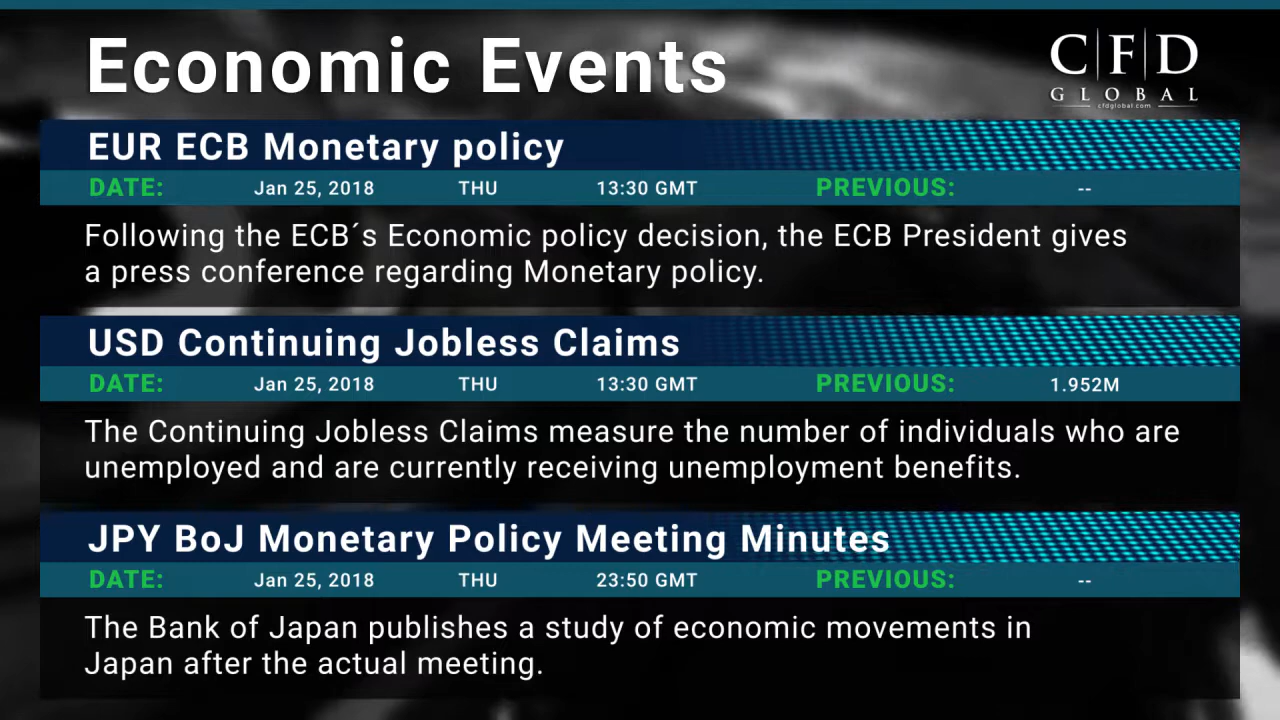 Economic Events
C|F|D
GLOBAL
cfdglobal.com
EUR ECB Monetary policy
DATE: Jan 25, 2018 THU 13:30 GMT PREVIOUS: --
Following the ECB´s Economic policy decision, the ECB President gives
a press conference regarding Monetary policy.
USD Continuing Jobless Claims
DATE: Jan 25, 2018 THU 13:30 GMT PREVIOUS: 1.952M
The Continuing Jobless Claims measure the number of individuals who are
unemployed and are currently receiving unemployment benefits.
JPY BoJ Monetary Policy Meeting Minutes
DATE: Jan 25, 2018 THU 23:50 GMT PREVIOUS: --
The Bank of Japan publishes a study of economic movements in
Japan after the actual meeting.